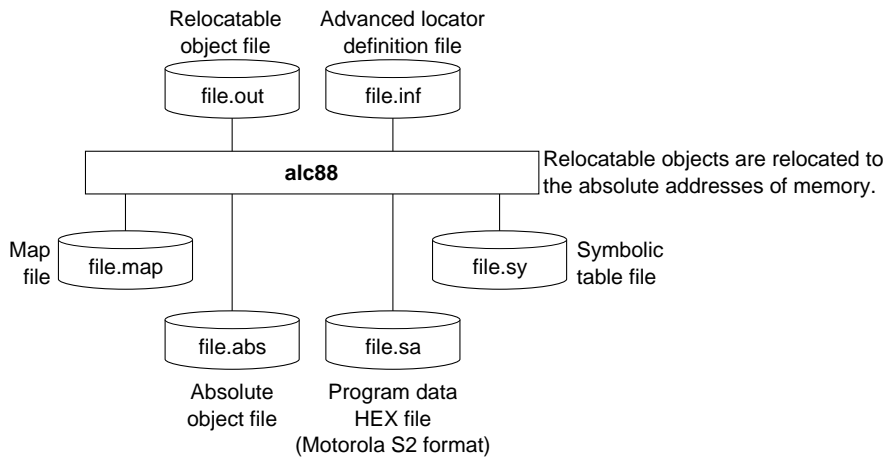 Relocatable
object file
Advanced locator
definition file
file.out
file.inf
alc88
Relocatable objects are relocated to
the absolute addresses of memory.
Map
file
file.map
file.sy
Symbolic
table file
file.abs
file.sa
Absolute
object file
Program data
HEX file
(Motorola S2 format)